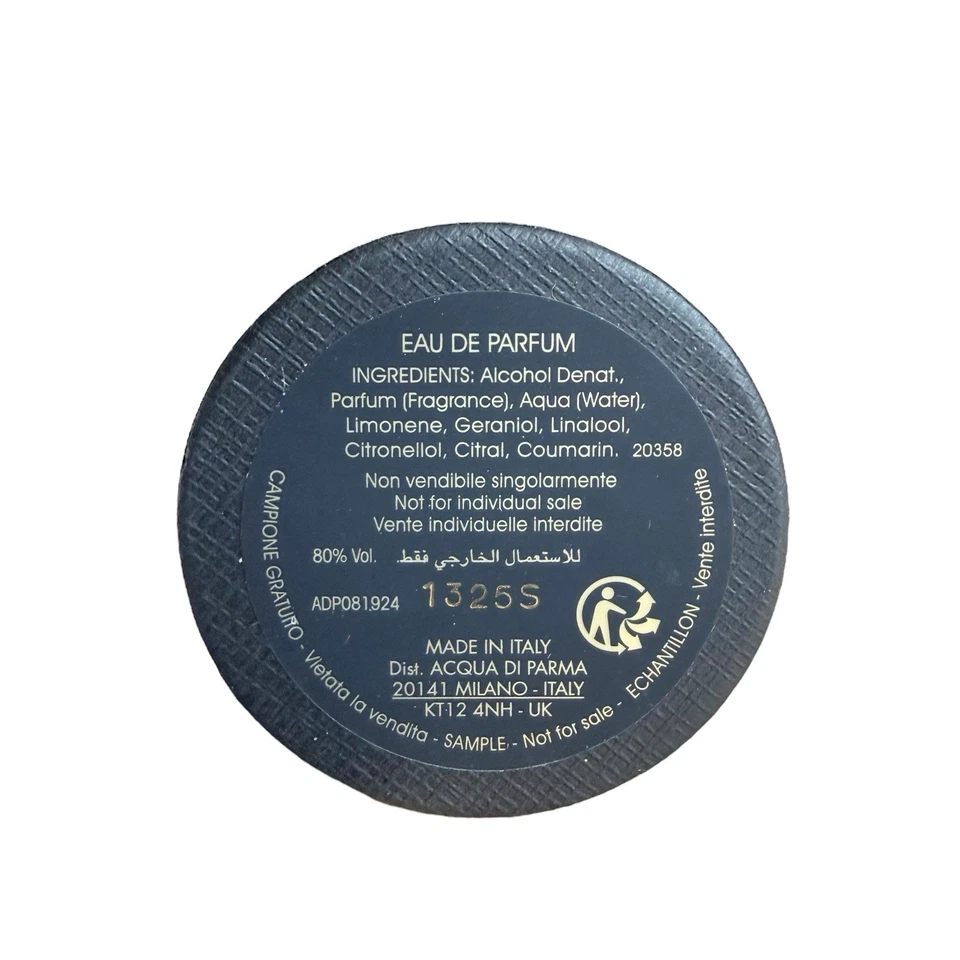 EAU DE PARFUM
INGREDIENTS: Alcohol Denat.,
Parfum (Fragrance), Aqua (Water),
Limonene, Geraniol, Linalool,
Citronellol, Citral, Coumarin. 20358
Non vendibile singolarmente
Not for individual sale
Vente individuelle interdite
80% Vol. للاستعمال الخارجي فقط.
ADP081924 1325S
MADE IN ITALY
Dist. ACQUA DI PARMA
20141 MILANO - ITALY
KT12 4NH - UK
CAMPIONE GRATUITO - Vietata la vendita - SAMPLE - Not for sale - ECHANTILLON - Vente interdite